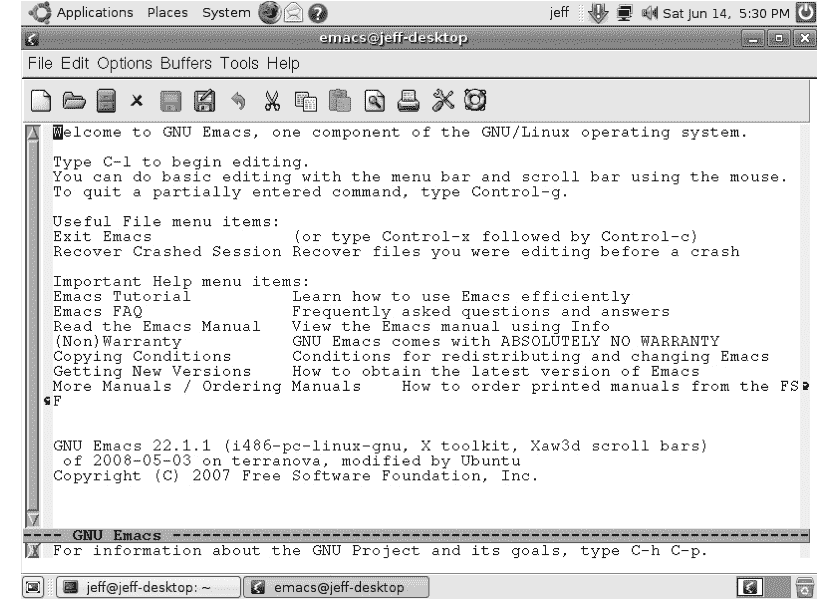 Applications Places System jeff Sat Jun 14, 5:30 PM
emacs@jeff-desktop
File Edit Options Buffers Tools Help
Welcome to GNU Emacs, one component of the GNU/Linux operating system.
Type C-l to begin editing.
You can do basic editing with the menu bar and scroll bar using the mouse.
To quit a partially entered command, type Control-g.
Useful File menu items:
Exit Emacs (or type Control-x followed by Control-c)
Recover Crashed Session Recover files you were editing before a crash
Important Help menu items:
Emacs Tutorial Learn how to use Emacs efficiently
Emacs FAQ Frequently asked questions and answers
Read the Emacs Manual View the Emacs manual using Info
(Non)Warranty GNU Emacs comes with ABSOLUTELY NO WARRANTY
Copying Conditions Conditions for redistributing and changing Emacs
Getting New Versions How to obtain the latest version of Emacs
More Manuals / Ordering Manuals How to order printed manuals from the FS
F
GNU Emacs 22.1.1 (i486-pc-linux-gnu, X toolkit, Xaw3d scroll bars)
of 2008-05-03 on terranova, modified by Ubuntu
Copyright (C) 2007 Free Software Foundation, Inc.
---- GNU Emacs ----
For information about the GNU Project and its goals, type C-h C-p.
jeff@jeff-desktop: ~ emacs@jeff-desktop